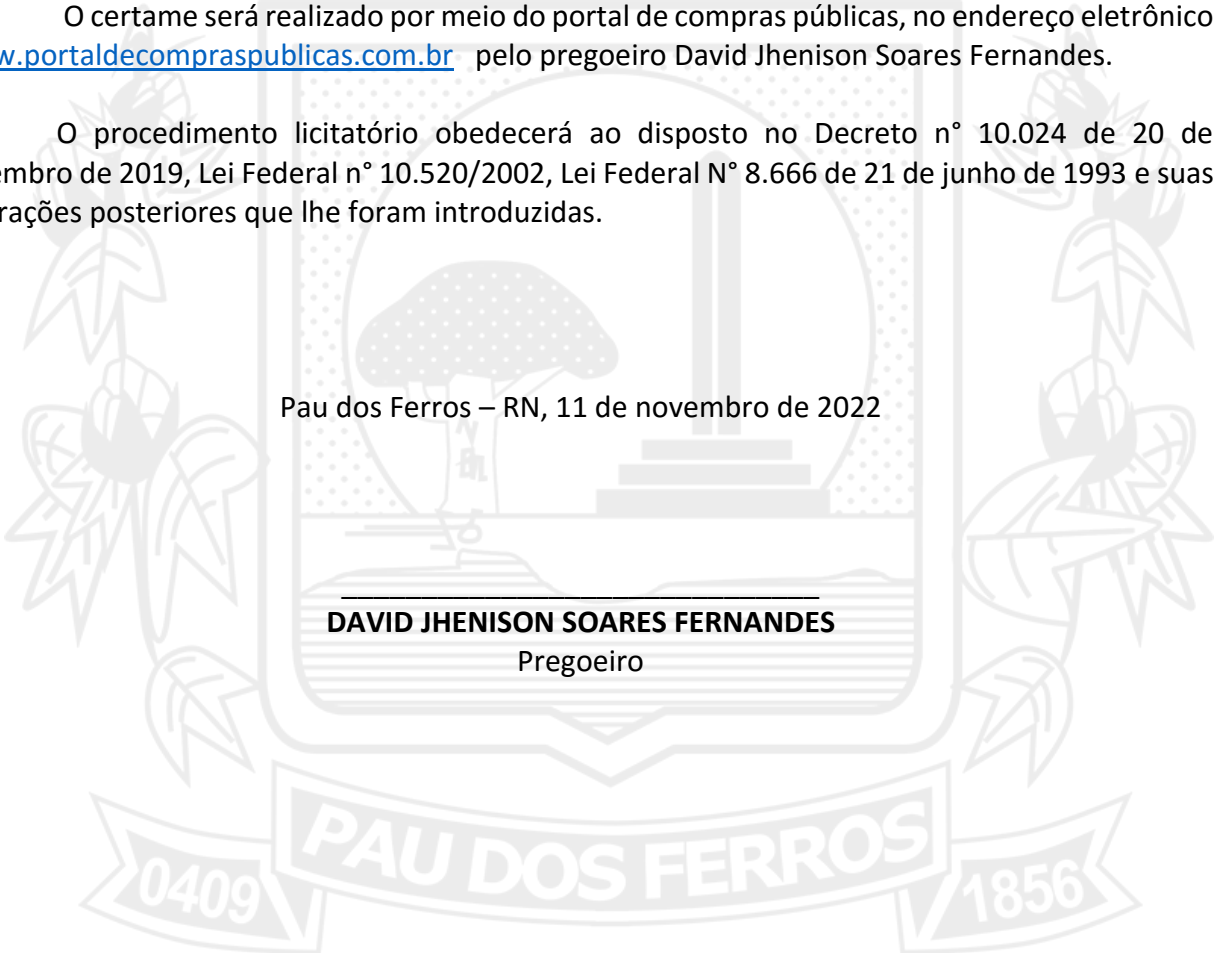 O certame será realizado por meio do portal de compras públicas, no endereço eletrônico
w.portaldecompraspublicas.com.br pelo pregoeiro David Jhenison Soares Fernandes.
O procedimento licitatório obedecerá ao disposto no Decreto n° 10.024 de 20 de
embro de 2019, Lei Federal n° 10.520/2002, Lei Federal N° 8.666 de 21 de junho de 1993 e suas
rações posteriores que lhe foram introduzidas.
Pau dos Ferros – RN, 11 de novembro de 2022
DAVID JHENISON SOARES FERNANDES
Pregoeiro
PAU DOS FERROS
0409
1856